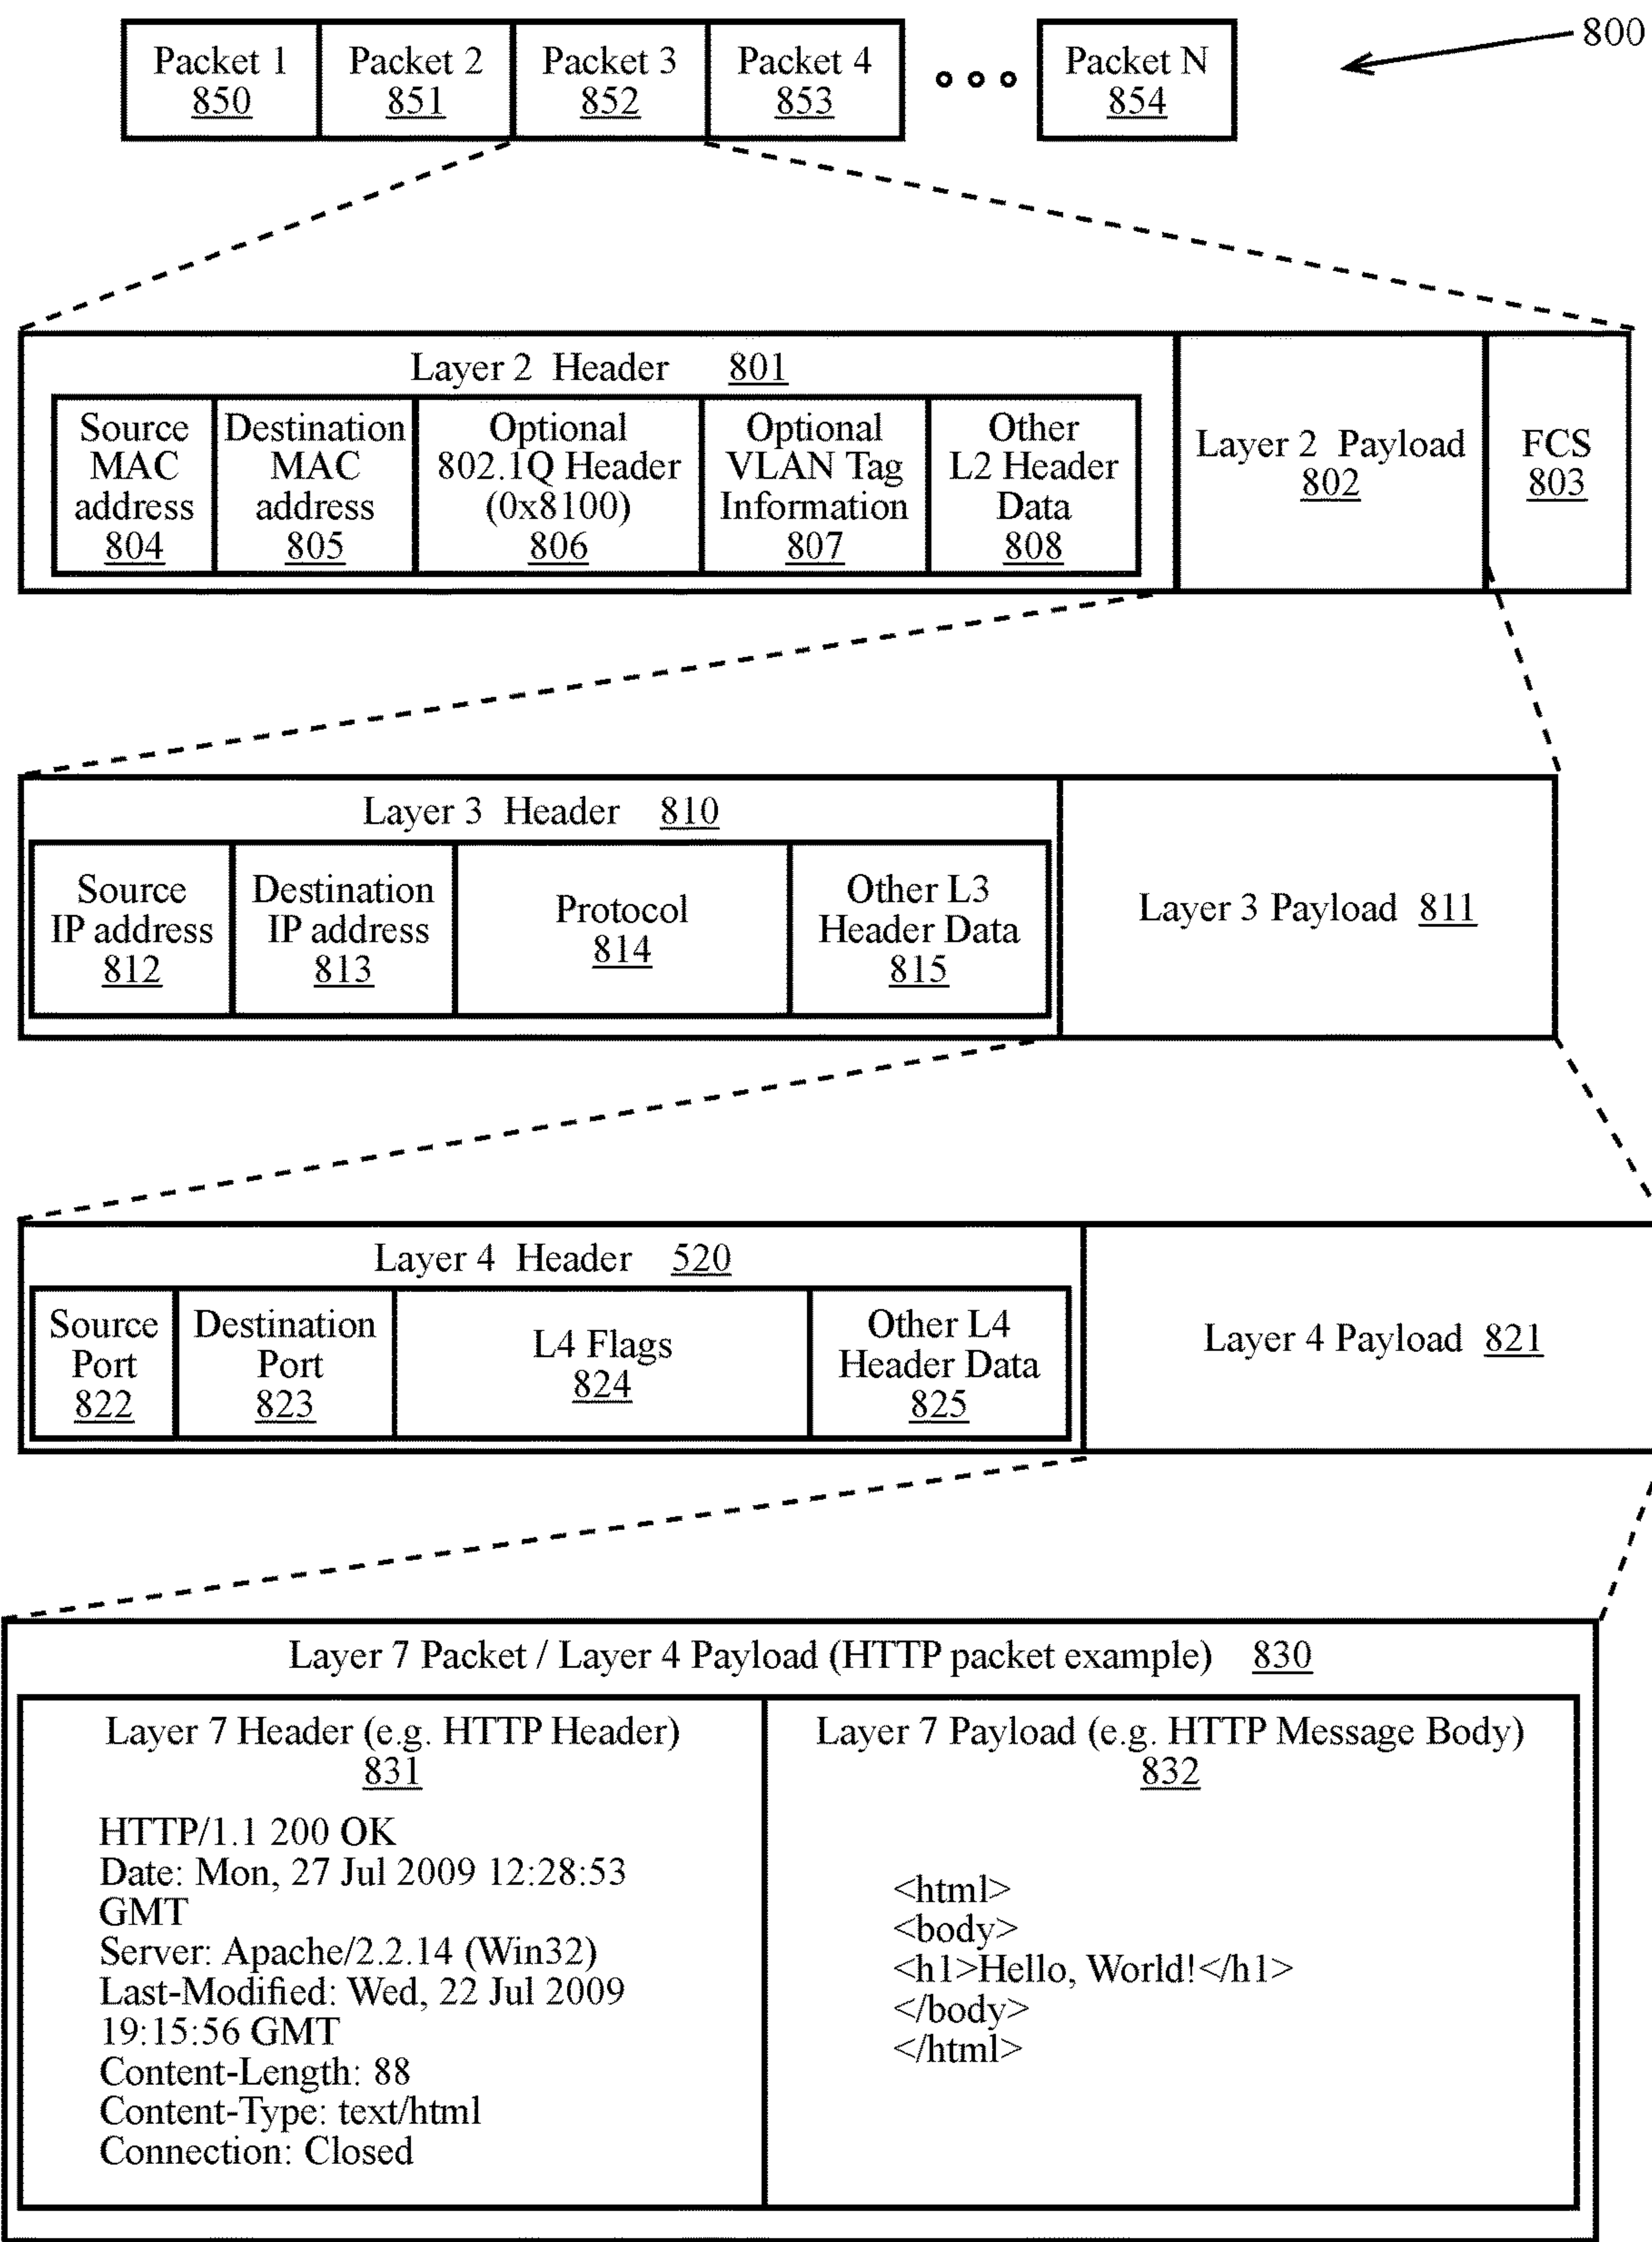 800
Packet 1
850
Packet 2
851
Packet 3
852
Packet 4
853
Packet N
854
Layer 2 Header 801
Source
MAC
address
804
Destination
MAC
address
805
Optional
802.1Q Header
(0x8100)
806
Optional
VLAN Tag
Information
807
Other
L2 Header
Data
808
Layer 2 Payload
802
FCS
803
Layer 3 Header 810
Source
IP address
812
Destination
IP address
813
Protocol
814
Other L3
Header Data
815
Layer 3 Payload 811
Layer 4 Header 520
Source
Port
822
Destination
Port
823
L4 Flags
824
Other L4
Header Data
825
Layer 4 Payload 821
Layer 7 Packet / Layer 4 Payload (HTTP packet example) 830
Layer 7 Header (e.g. HTTP Header)
831
HTTP/1.1 200 OK
Date: Mon, 27 Jul 2009 12:28:53
GMT
Server: Apache/2.2.14 (Win32)
Last-Modified: Wed, 22 Jul 2009
19:15:56 GMT
Content-Length: 88
Content-Type: text/html
Connection: Closed
Layer 7 Payload (e.g. HTTP Message Body)
832
<html>
<body>
<h1>Hello, World!</h1>
</body>
</html>